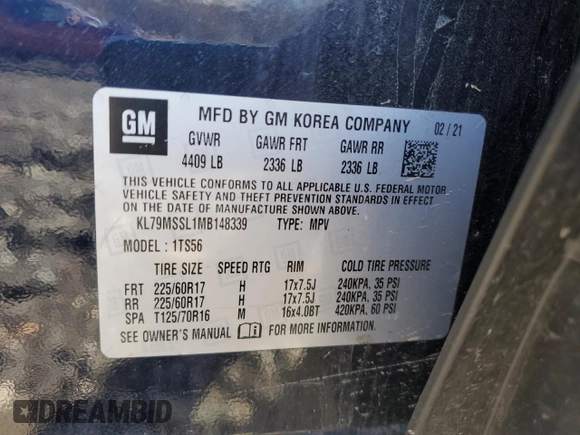 GM
MFD BY GM KOREA COMPANY 02/21
GVWR GAWR FRT GAWR RR
4409 LB 2336 LB 2336 LB
THIS VEHICLE CONFORMS TO ALL APPLICABLE U.S. FEDERAL MOTOR
VEHICLE SAFETY AND THEFT PREVENTION STANDARDS IN EFFECT
ON THE DATE OF MANUFACTURE SHOWN ABOVE.
KL79MSSL1MB148339 TYPE: MPV
MODEL: 1TS56
TIRE SIZE SPEED RTG RIM COLD TIRE PRESSURE
FRT 225/60R17 H 17x7.5J 240KPA, 35 PSI
RR 225/60R17 H 17x7.5J 240KPA, 35 PSI
SPA T125/70R16 M 16x4.0BT 420KPA, 60 PSI
SEE OWNER'S MANUAL FOR MORE INFORMATION.
DREAMBID